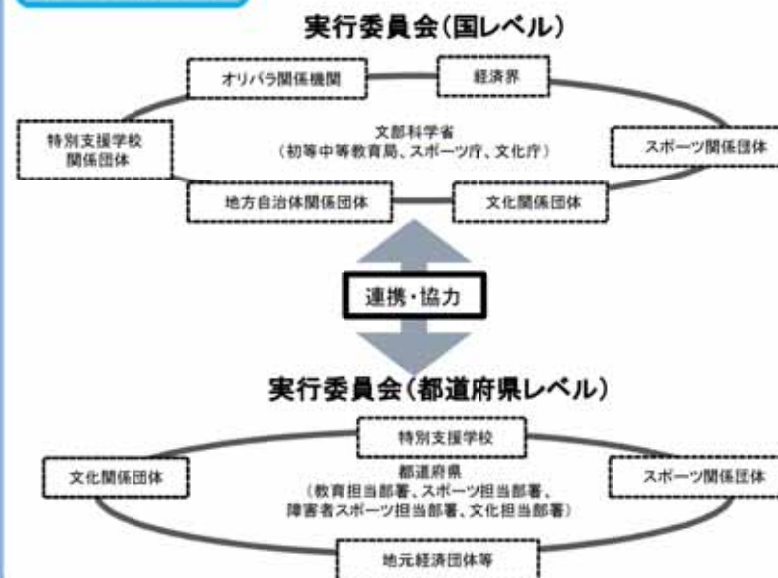 実行委員会(国レベル)
オリパラ関係機関
経済界
特別支援学校
関係団体
文部科学省
(初等中等教育局、スポーツ庁、文化庁)
スポーツ関係団体
地方自治体関係団体
文化関係団体
連携・協力
実行委員会(都道府県レベル)
特別支援学校
文化関係団体
都道府県
(教育担当部署、スポーツ担当部署、
障害者スポーツ担当部署、文化担当部署)
スポーツ関係団体
地元経済団体等